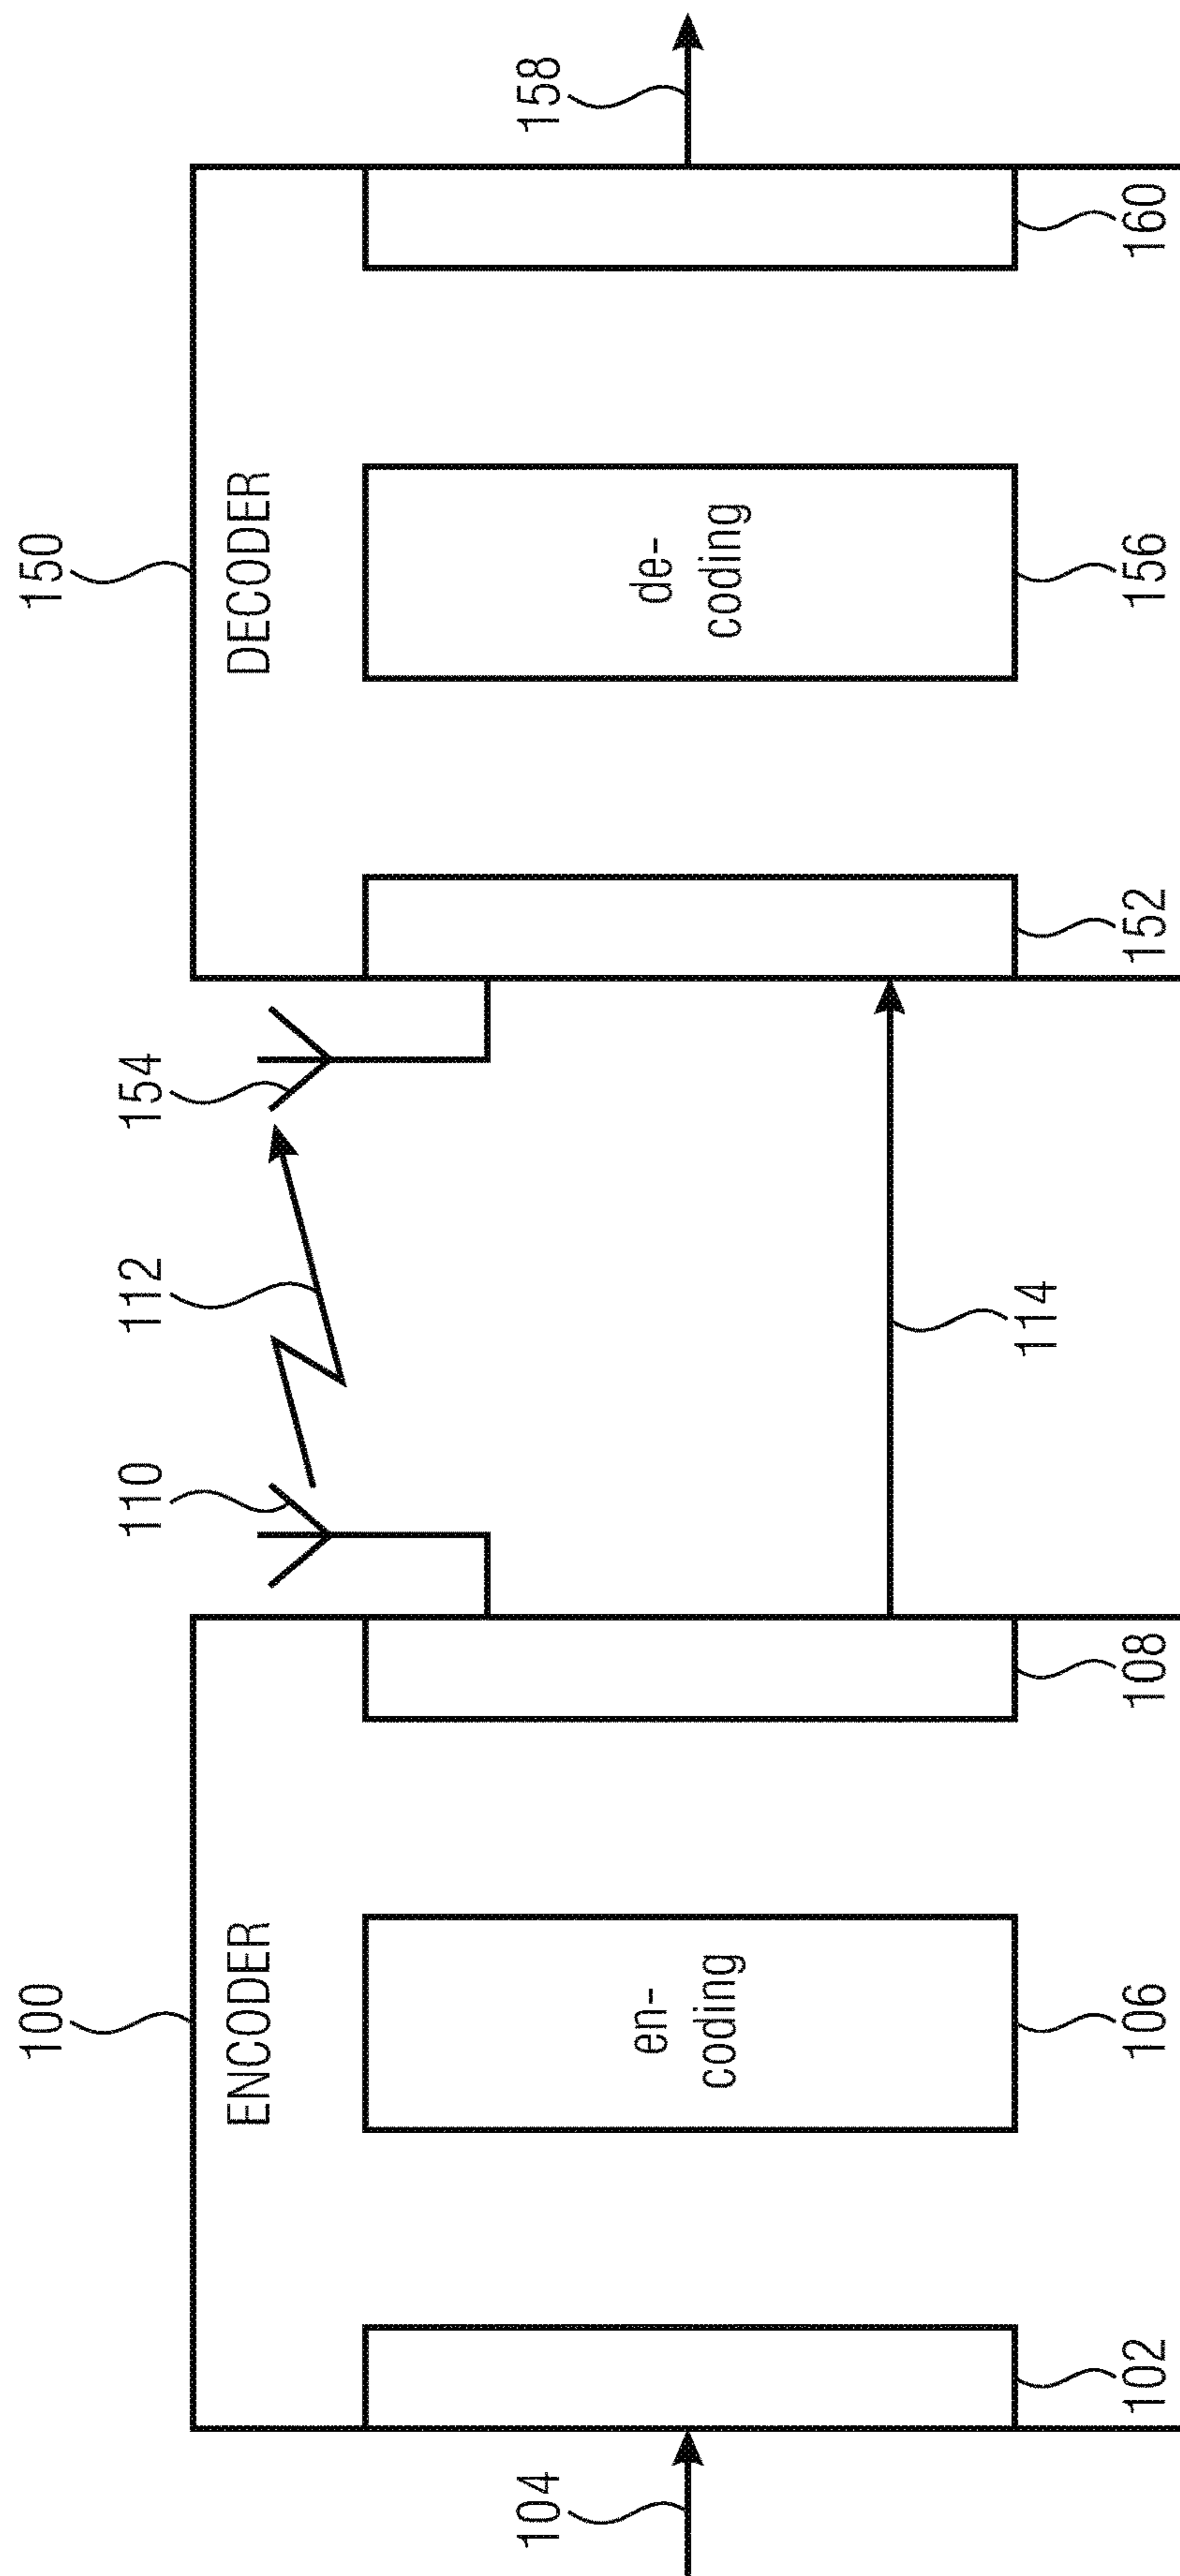 100
150
ENCODER
DECODER
110
112
154
en-
coding
de-
coding
104
158
114
102
106
108
152
156
160